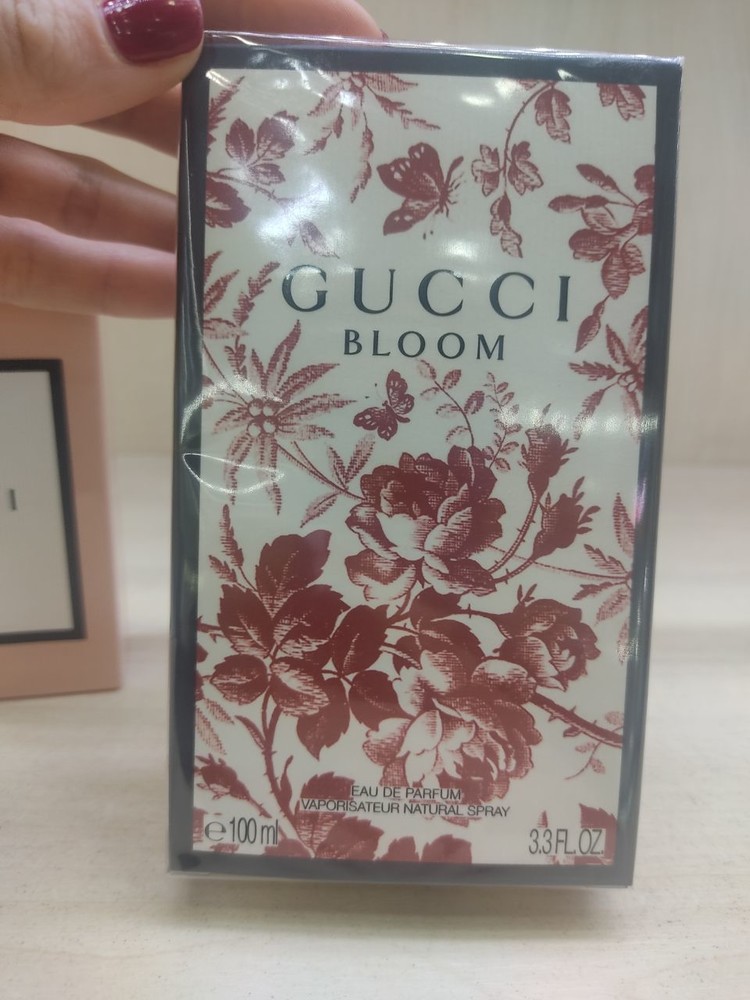 GUCCI
BLOOM
EAU DE PARFUM
VAPORISATEUR NATURAL SPRAY
℮ 100 ml
3.3 FL. OZ.